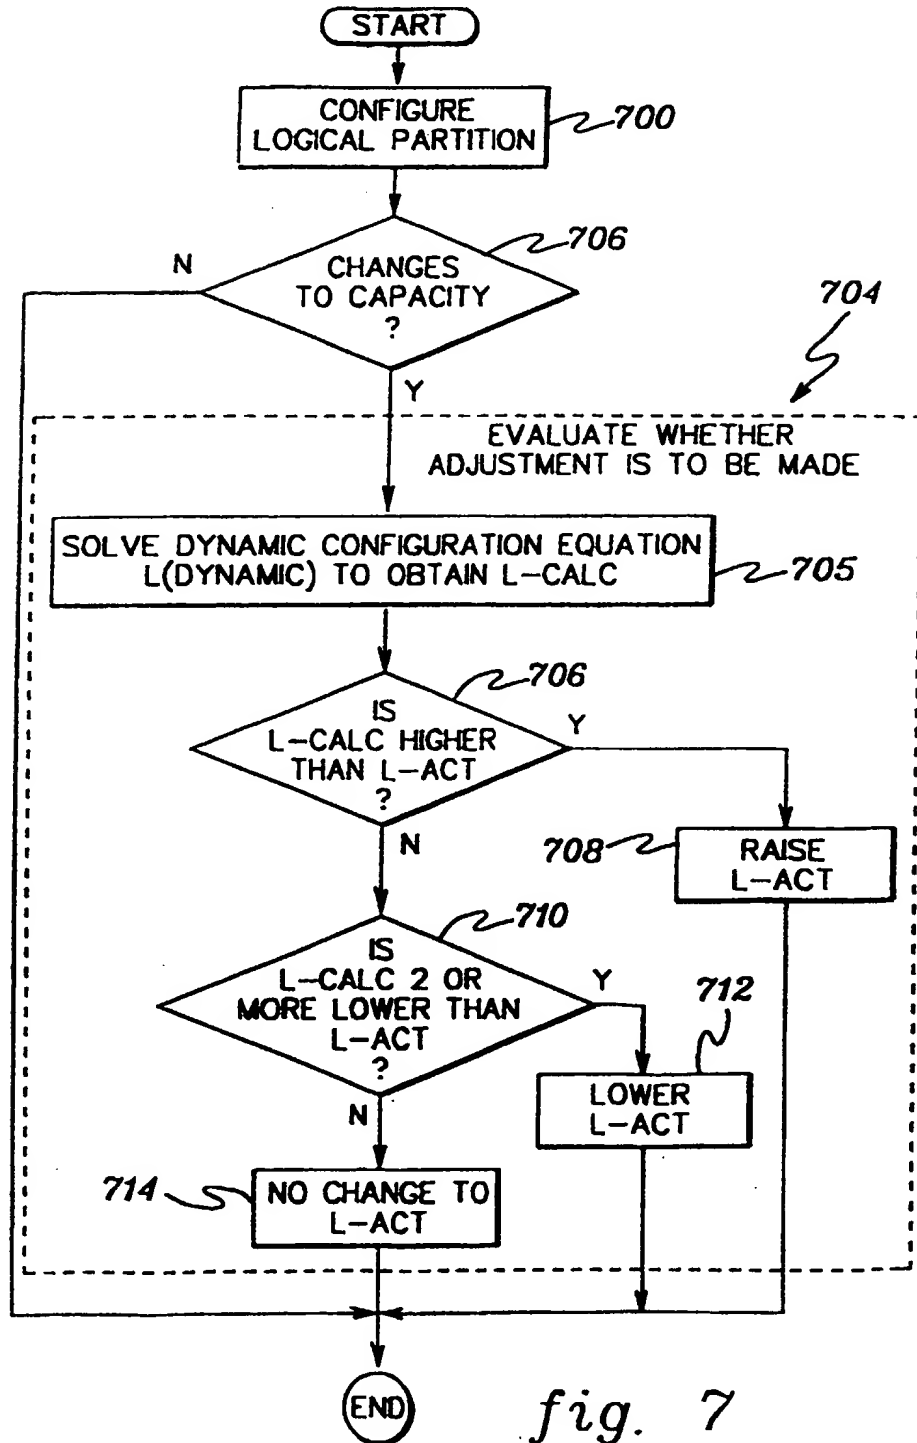 START
CONFIGURE
LOGICAL PARTITION
700
706
N
CHANGES
TO CAPACITY
?
704
Y
EVALUATE WHETHER
ADJUSTMENT IS TO BE MADE
SOLVE DYNAMIC CONFIGURATION EQUATION
L(DYNAMIC) TO OBTAIN L-CALC
705
706
IS
L-CALC HIGHER
THAN L-ACT
?
Y
N
708
RAISE
L-ACT
710
IS
L-CALC 2 OR
MORE LOWER THAN
L-ACT
?
Y
712
N
LOWER
L-ACT
714
NO CHANGE TO
L-ACT
END
fig. 7